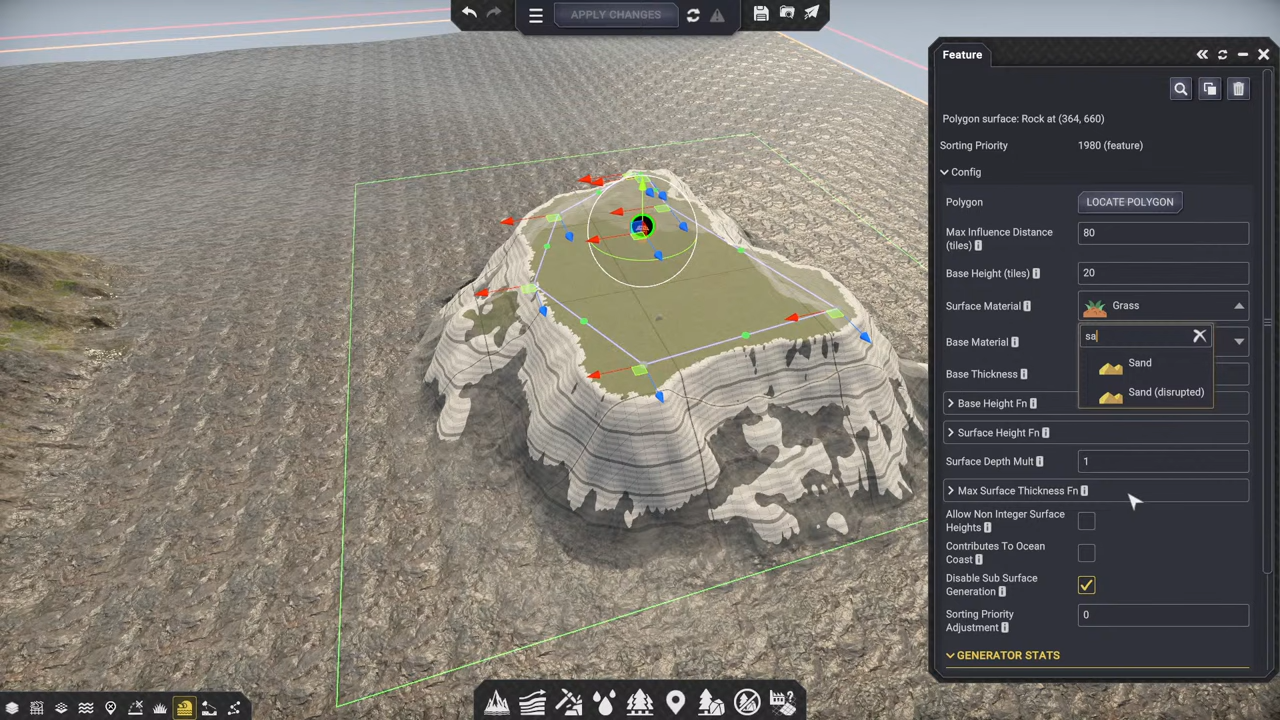 APPLY CHANGES
Feature
Polygon surface: Rock at (364, 660)
Sorting Priority 1980 (feature)
Config
Polygon LOCATE POLYGON
Max Influence Distance (tiles) 80
Base Height (tiles) 20
Surface Material Grass
sa
Base Material
Sand
Base Thickness
Sand (disrupted)
Base Height Fn
Surface Height Fn
Surface Depth Mult 1
Max Surface Thickness Fn
Allow Non Integer Surface Heights
Contributes To Ocean Coast
Disable Sub Surface Generation
Sorting Priority Adjustment 0
GENERATOR STATS